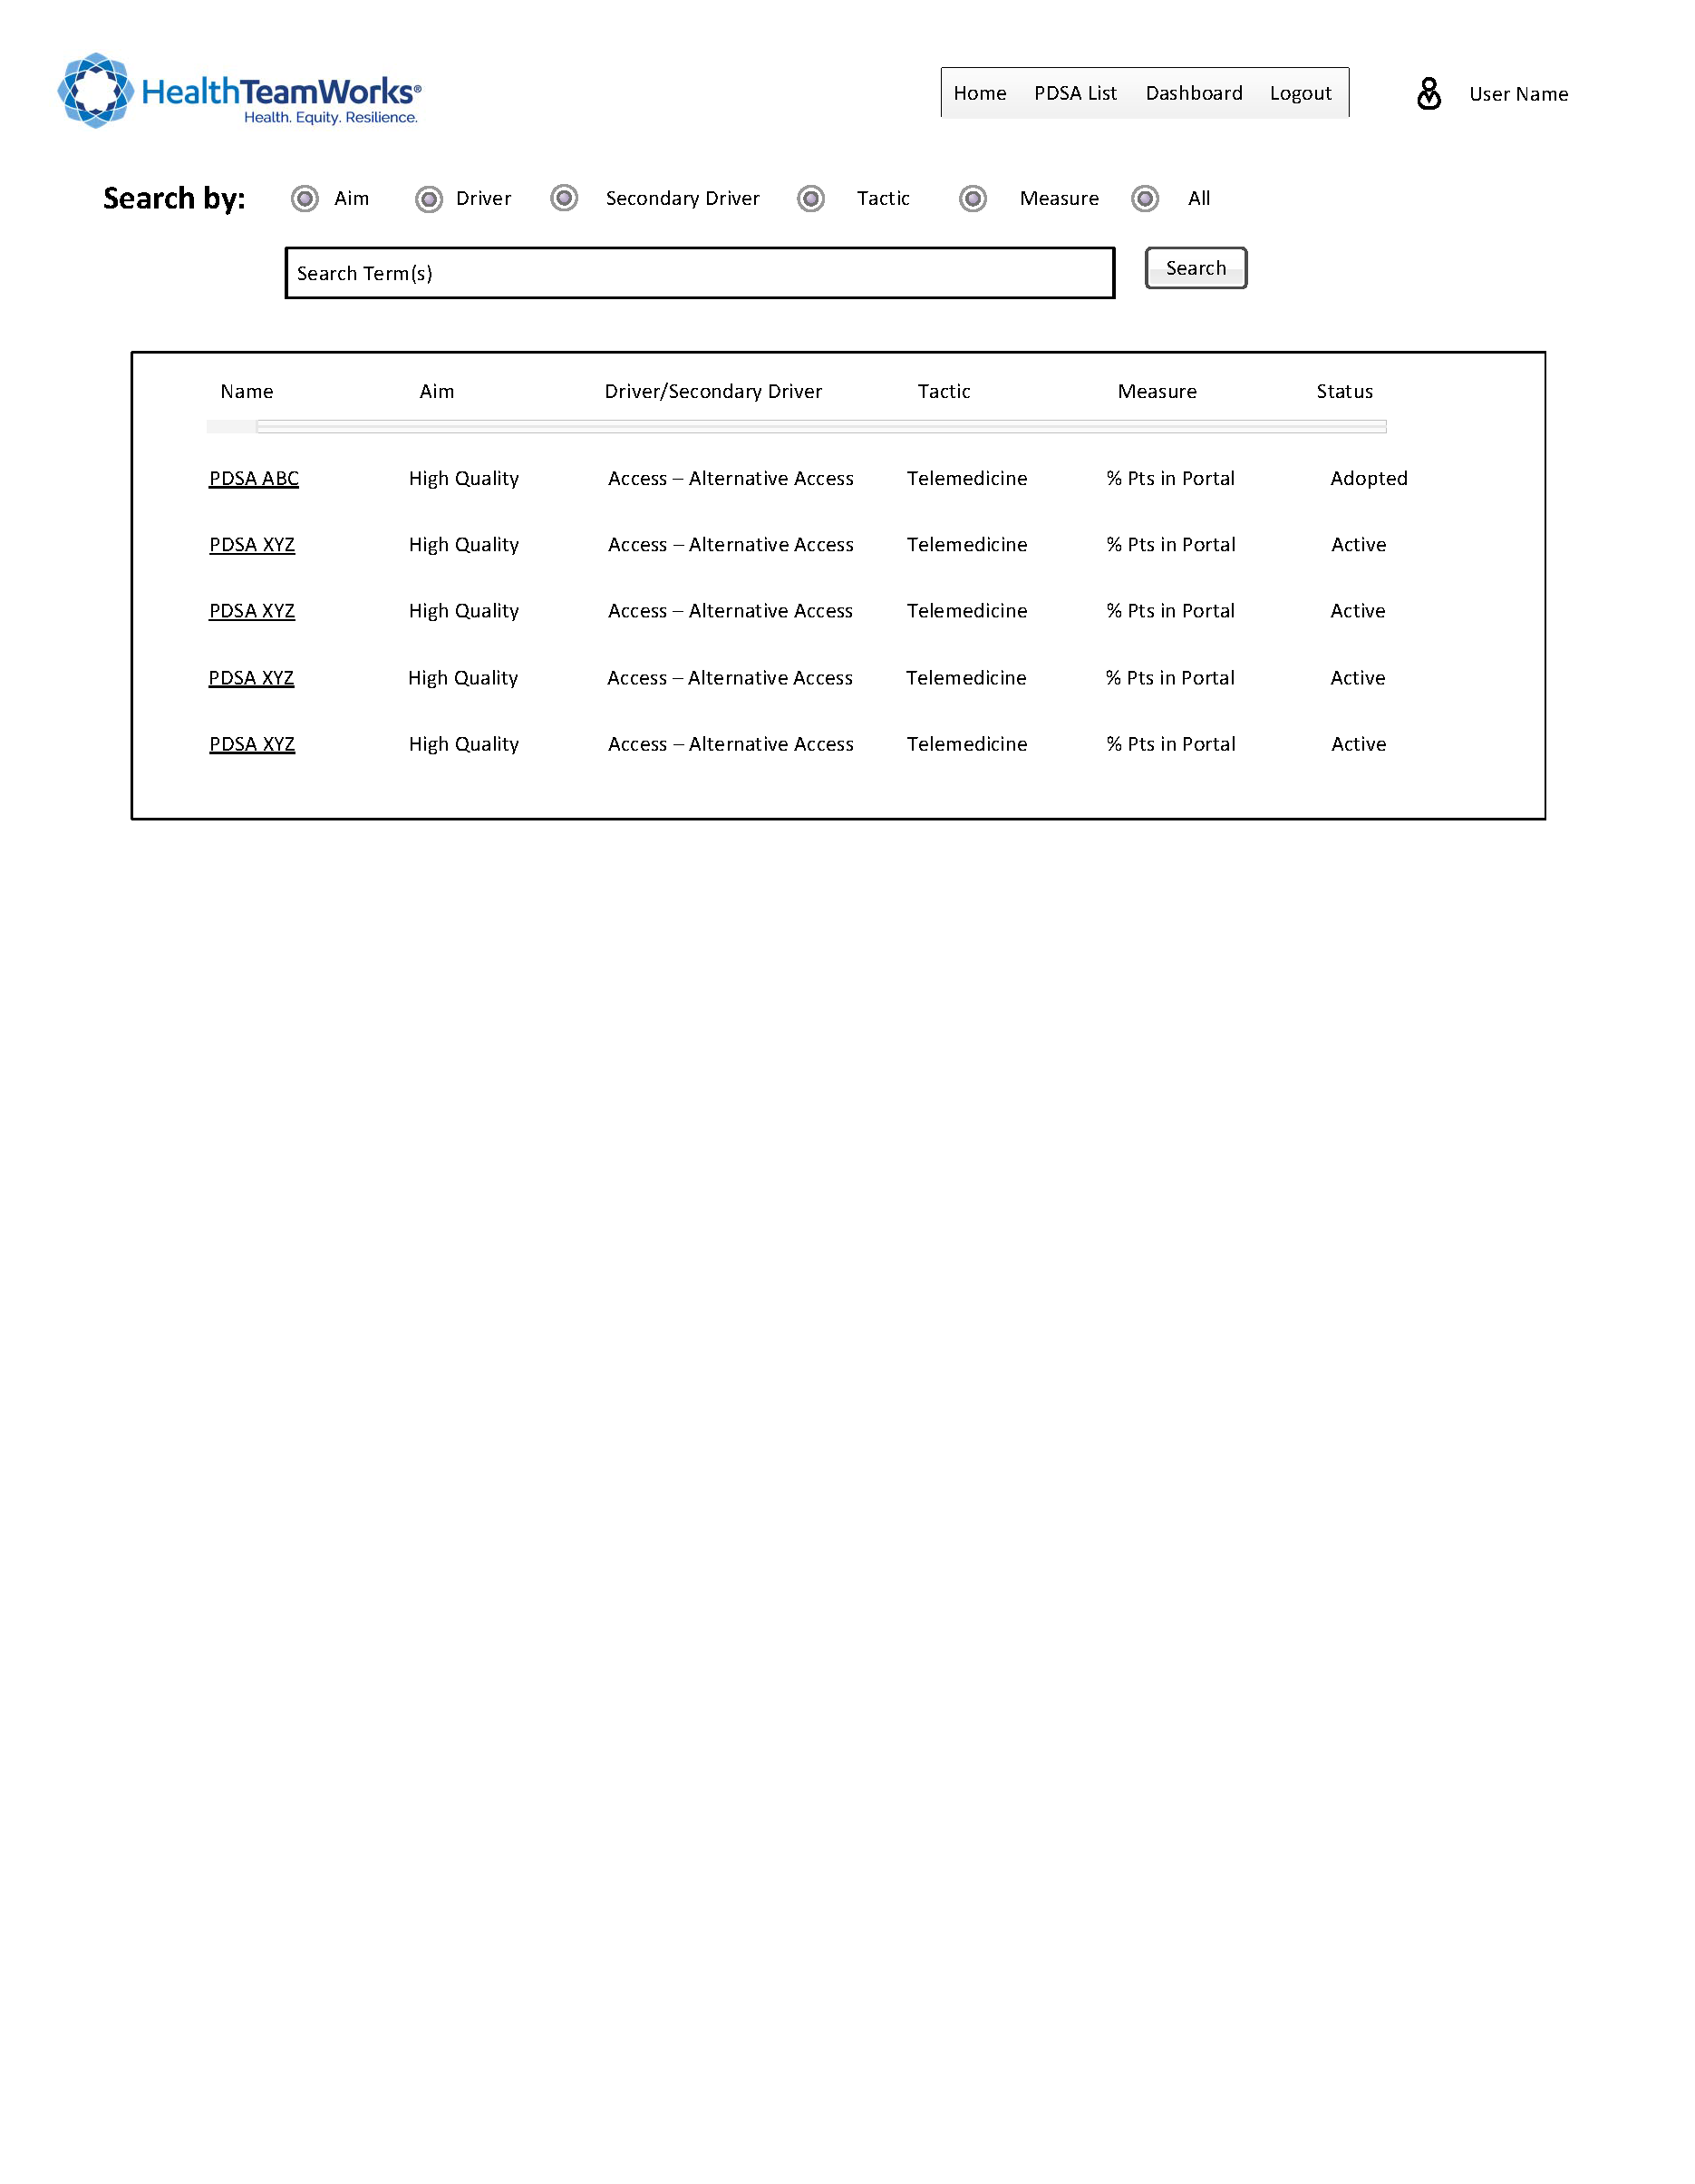 HealthTeamWorks®
Health. Equity. Resilience.
Home PDSA List Dashboard Logout User Name
Search by: Aim Driver Secondary Driver Tactic Measure All
Search Term(s) Search
Name Aim Driver/Secondary Driver Tactic Measure Status
PDSA ABC High Quality Access – Alternative Access Telemedicine % Pts in Portal Adopted
PDSA XYZ High Quality Access – Alternative Access Telemedicine % Pts in Portal Active
PDSA XYZ High Quality Access – Alternative Access Telemedicine % Pts in Portal Active
PDSA XYZ High Quality Access – Alternative Access Telemedicine % Pts in Portal Active
PDSA XYZ High Quality Access – Alternative Access Telemedicine % Pts in Portal Active